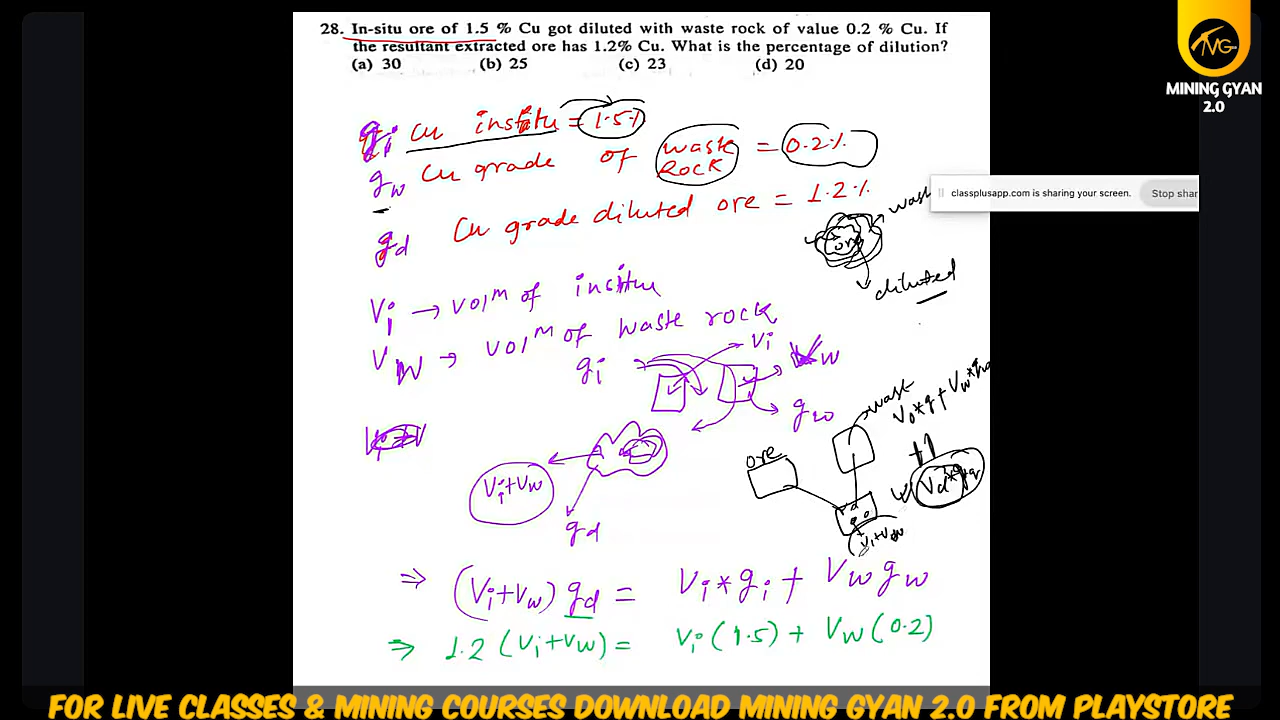 28. In-situ ore of 1.5 % Cu got diluted with waste rock of value 0.2 % Cu. If
the resultant extracted ore has 1.2% Cu. What is the percentage of dilution?
(a) 30 (b) 25 (c) 23 (d) 20
TVG
MINING GYAN
2.0
gi Cu insitu = 1.5%
gw Cu grade of waste Rock = 0.2%
gd Cu grade diluted ore = 1.2%
classplusapp.com is sharing your screen. Stop shar
wast
ore
diluted
Vi → vol^m of insitu
Vw → vol^m of waste rock
gi Vi
Vw
gw
Vi+Vw
gd
ore
wast
Vi+Vw
⇒ (Vi+Vw) gd = Vi*gi + Vw gw
⇒ 1.2 (Vi+Vw) = Vi (1.5) + Vw (0.2)
FOR LIVE CLASSES & MINING COURSES DOWNLOAD MINING GYAN 2.0 FROM PLAYSTORE